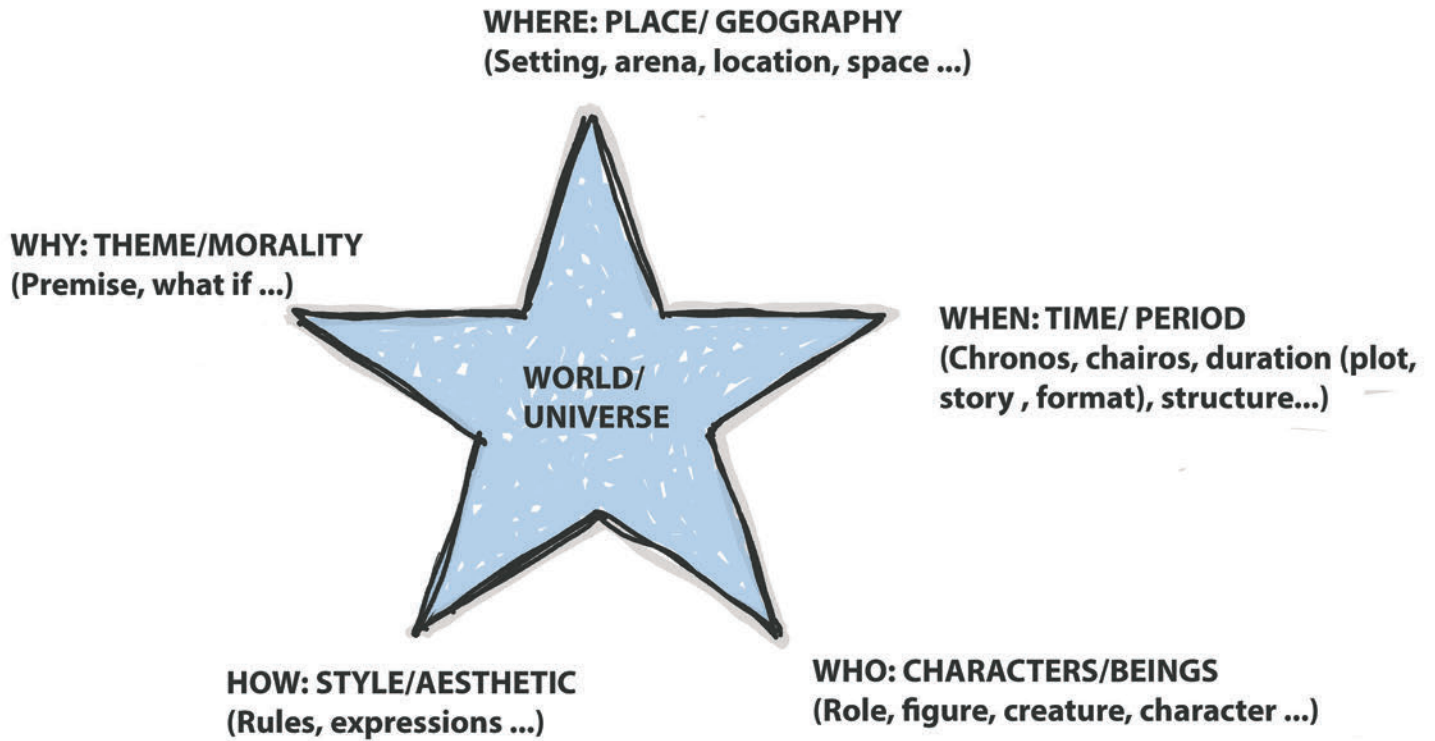 WHERE: PLACE/ GEOGRAPHY
(Setting, arena, location, space ...)
WHY: THEME/MORALITY
(Premise, what if ...)
WHEN: TIME/ PERIOD
(Chronos, chairos, duration (plot,
story , format), structure...)
WORLD/
UNIVERSE
HOW: STYLE/AESTHETIC
(Rules, expressions ...)
WHO: CHARACTERS/BEINGS
(Role, figure, creature, character ...)